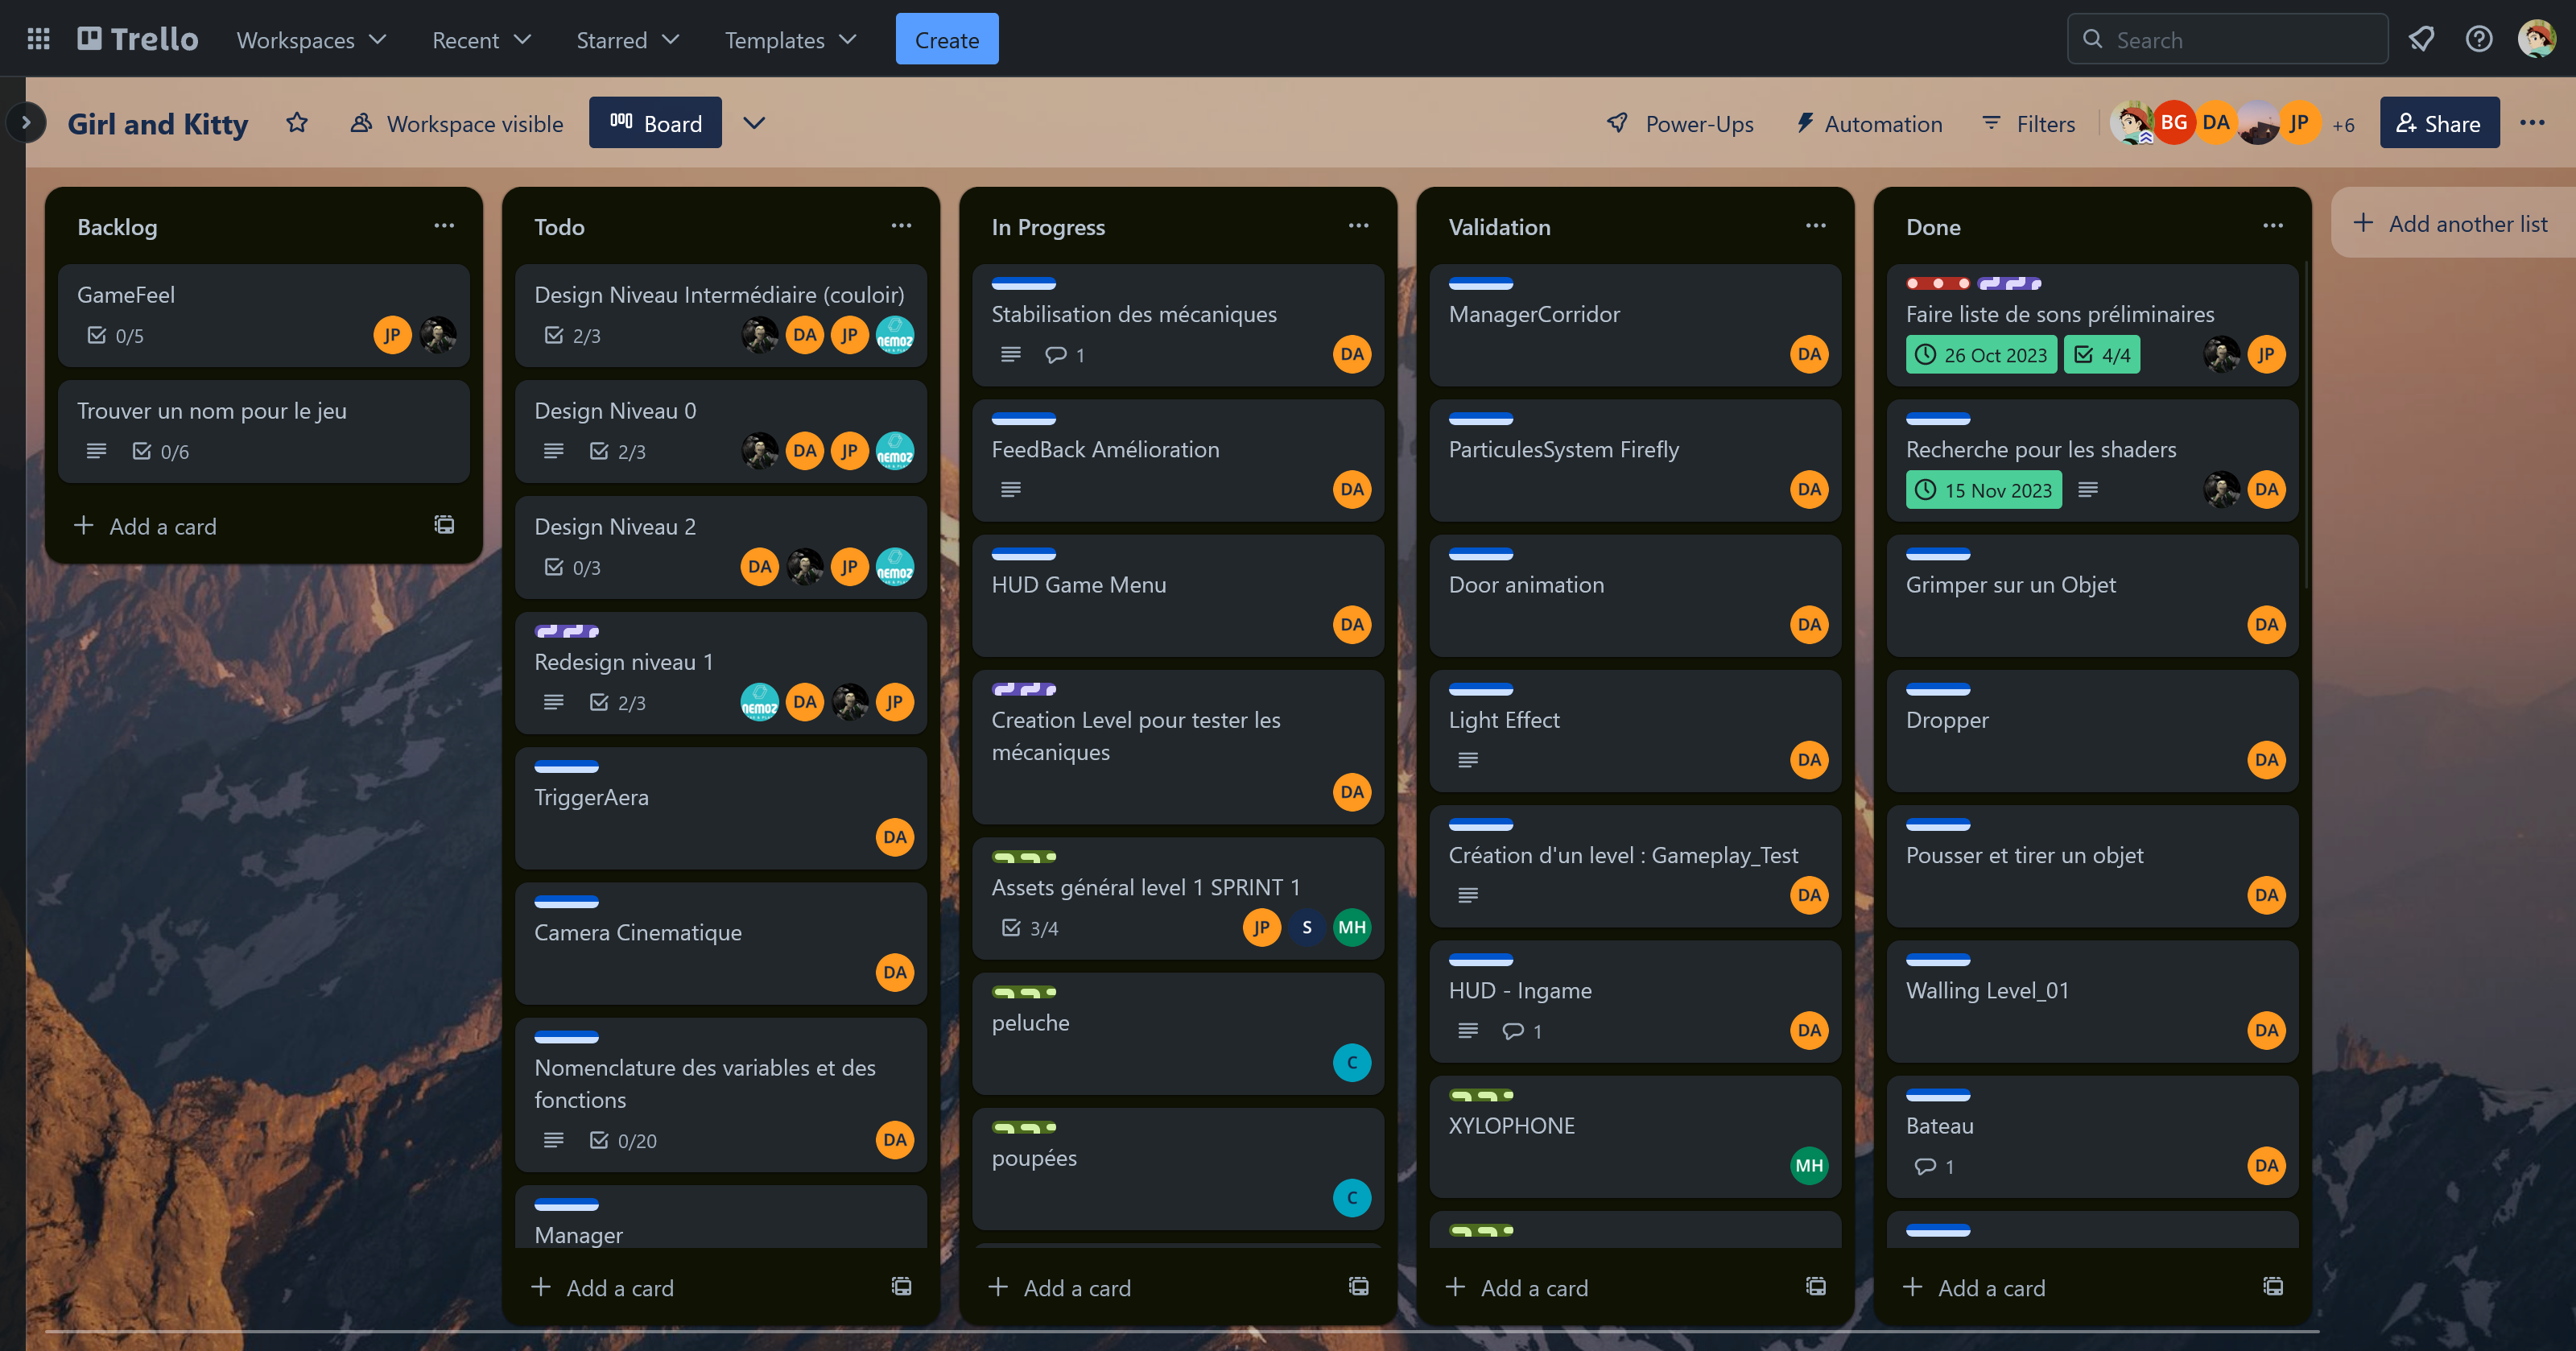 Trello Workspaces Recent Starred Templates Create Search
Girl and Kitty Workspace visible Board Power-Ups Automation Filters BG DA JP +6 Share
Backlog
GameFeel
0/5 JP
Trouver un nom pour le jeu
0/6
Add a card
Todo
Design Niveau Intermédiaire (couloir)
2/3 DA JP NEMOZ
Design Niveau 0
2/3 DA JP NEMOZ
Design Niveau 2
0/3 DA JP NEMOZ
Redesign niveau 1
2/3 NEMOZ DA JP
TriggerAera
DA
Camera Cinematique
DA
Nomenclature des variables et des
fonctions
0/20 DA
Manager
Add a card
In Progress
Stabilisation des mécaniques
1 DA
FeedBack Amélioration
DA
HUD Game Menu
DA
Creation Level pour tester les
mécaniques
DA
Assets général level 1 SPRINT 1
3/4 JP S MH
peluche
C
poupées
C
Add a card
Validation
ManagerCorridor
DA
ParticulesSystem Firefly
DA
Door animation
DA
Light Effect
DA
Création d'un level : Gameplay_Test
DA
HUD - Ingame
1 DA
XYLOPHONE
MH
Add a card
Done
Faire liste de sons préliminaires
26 Oct 2023 4/4 JP
Recherche pour les shaders
15 Nov 2023 DA
Grimper sur un Objet
DA
Dropper
DA
Pousser et tirer un objet
DA
Walling Level_01
DA
Bateau
1 DA
Add a card
Add another list